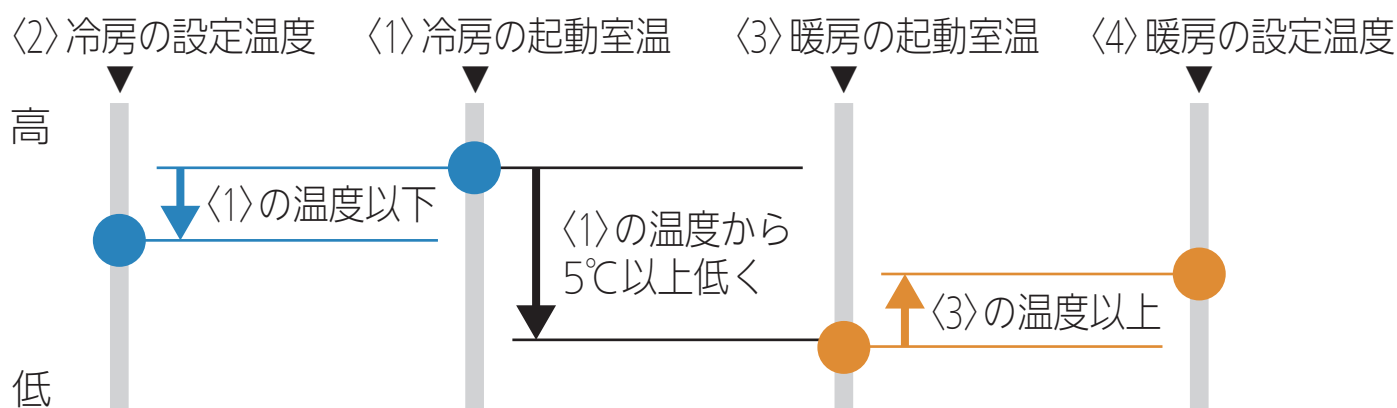 〈2〉冷房の設定温度
〈1〉冷房の起動室温
〈3〉暖房の起動室温
〈4〉暖房の設定温度
高
〈1〉の温度以下
〈1〉の温度から
5℃以上低く
〈3〉の温度以上
低